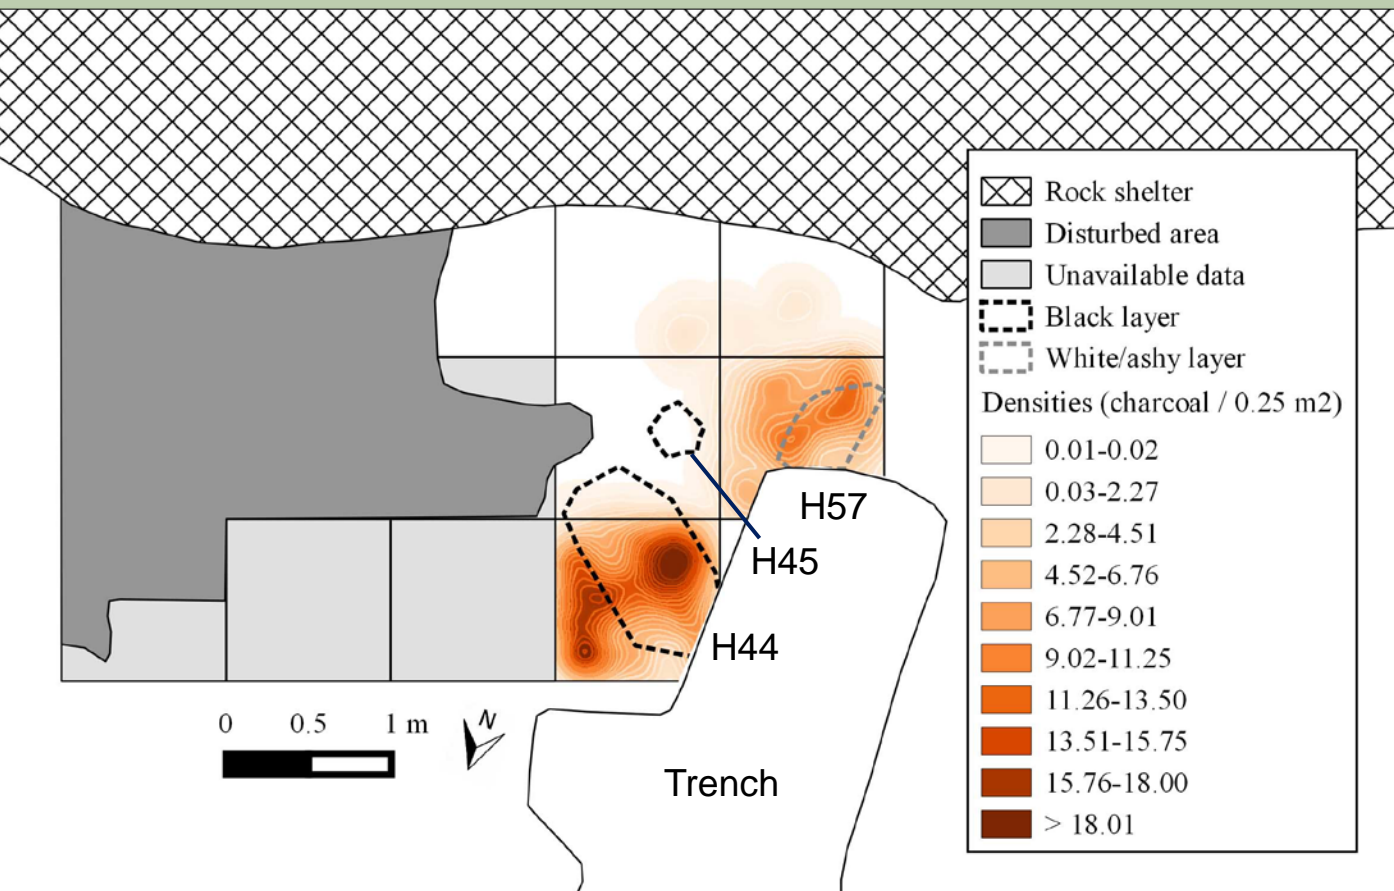 Rock shelter
Disturbed area
Unavailable data
Black layer
White/ashy layer
Densities (charcoal / 0.25 m2)
0.01-0.02
0.03-2.27
2.28-4.51
4.52-6.76
6.77-9.01
9.02-11.25
11.26-13.50
13.51-15.75
15.76-18.00
> 18.01
H57
H45
H44
0 0.5 1 m
N
Trench